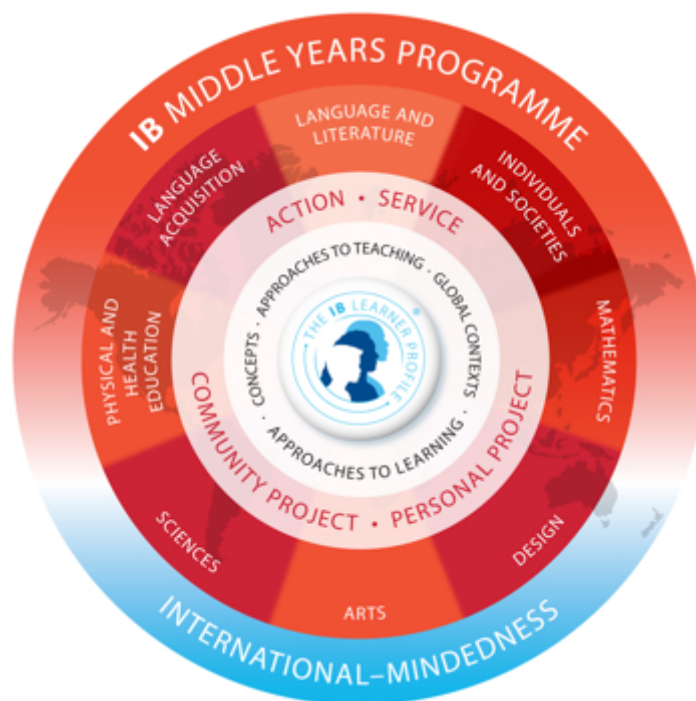 IB MIDDLE YEARS PROGRAMME
LANGUAGE AND
LITERATURE
INDIVIDUALS
AND SOCIETIES
MATHEMATICS
DESIGN
ARTS
SCIENCES
PHYSICAL AND
HEALTH
EDUCATION
LANGUAGE
ACQUISITION
ACTION • SERVICE
PERSONAL PROJECT
COMMUNITY PROJECT •
APPROACHES TO TEACHING · GLOBAL CONTEXTS ·
APPROACHES TO LEARNING ·
CONCEPTS ·
THE IB LEARNER PROFILE ®
INTERNATIONAL–MINDEDNESS